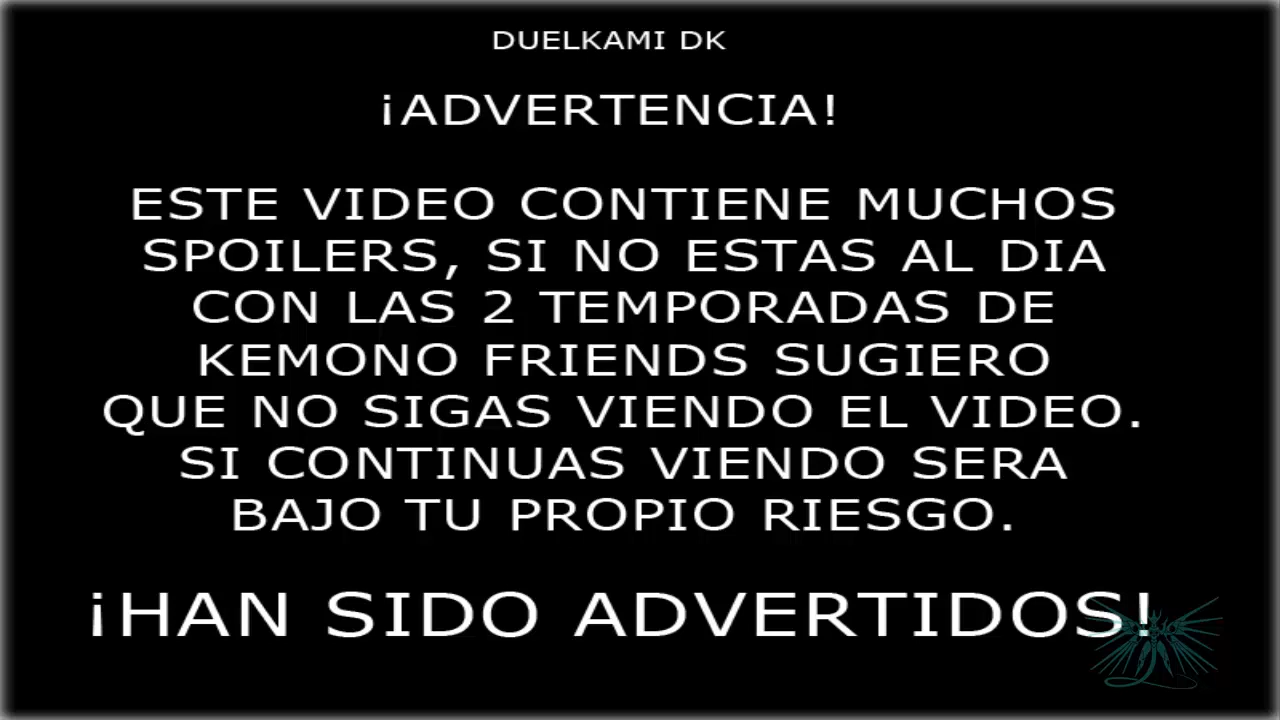 DUELKAMI DK
¡ADVERTENCIA!
ESTE VIDEO CONTIENE MUCHOS
SPOILERS, SI NO ESTAS AL DIA
CON LAS 2 TEMPORADAS DE
KEMONO FRIENDS SUGIERO
QUE NO SIGAS VIENDO EL VIDEO.
SI CONTINUAS VIENDO SERA
BAJO TU PROPIO RIESGO.
¡HAN SIDO ADVERTIDOS!